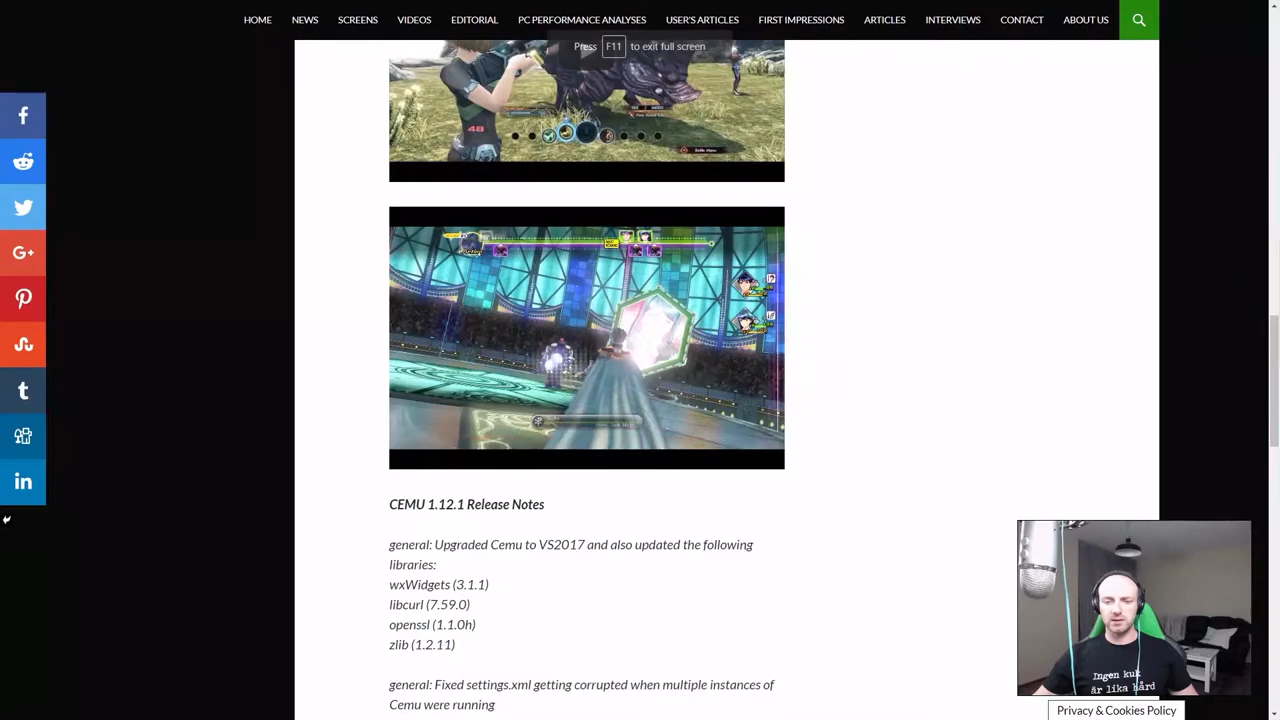 HOME NEWS SCREENS VIDEOS EDITORIAL PC PERFORMANCE ANALYSES USER'S ARTICLES FIRST IMPRESSIONS ARTICLES INTERVIEWS CONTACT ABOUT US
Press F11 to exit full screen
48
CEMU 1.12.1 Release Notes
general: Upgraded Cemu to VS2017 and also updated the following
libraries:
wxWidgets (3.1.1)
libcurl (7.59.0)
openssl (1.1.0h)
zlib (1.2.11)
general: Fixed settings.xml getting corrupted when multiple instances of
Cemu were running
Ingen kuk
är lika hård
Privacy & Cookies Policy